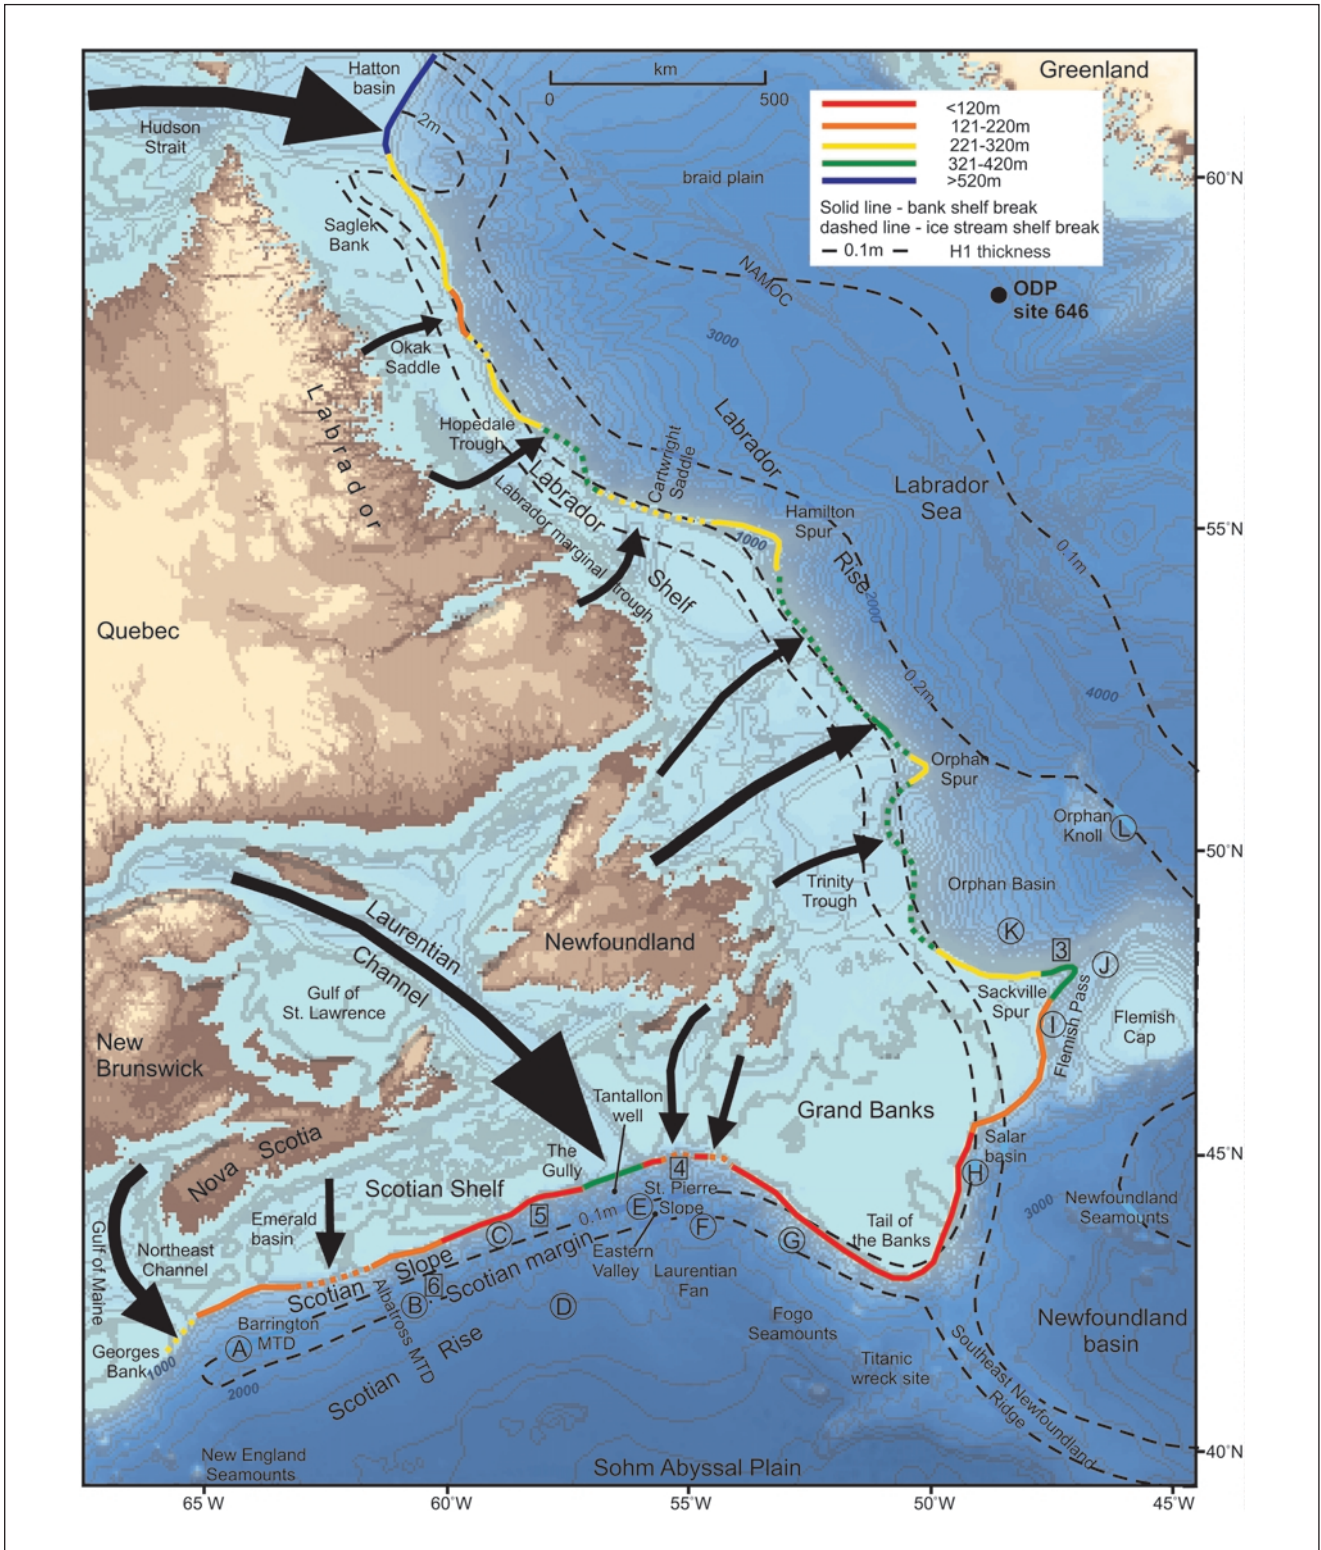 Greenland
km
0
500
Hatton
basin
Hudson
Strait
2m
<120m
121-220m
221-320m
321-420m
>520m
Solid line - bank shelf break
dashed line - ice stream shelf break
0.1m
H1 thickness
60°N
braid plain
Saglek
Bank
NAMOC
ODP
site 646
3000
Okak
Saddle
Labrador
Hopedale
Trough
Labrador
Rise
Cartwright
Saddle
Labrador
Shelf
Labrador marginal trough
Labrador
Sea
Hamilton
Spur
55°N
1000
2000
0.1m
Quebec
4000
0.2m
Orphan
Spur
Orphan
Knoll
L
50°N
Trinity
Trough
Orphan Basin
K
Laurentian
Channel
Newfoundland
3
J
Sackville
Spur
I
Flemish Pass
Flemish
Cap
Gulf of
St. Lawrence
New
Brunswick
Tantallon
well
Grand Banks
Salar
basin
45°N
The
Gully
4
H
Nova Scotia
Scotian Shelf
St. Pierre
Slope
Newfoundland
Seamounts
3000
5
0.1m
E
F
C
G
Tail of
the Banks
Emerald
basin
Eastern
Valley
Laurentian
Fan
Gulf of Maine
Northeast
Channel
Scotian Slope
6
Scotian margin
B
D
Albatross MTD
Barrington
MTD
A
Fogo
Seamounts
Newfoundland
basin
Georges
Bank
1000
2000
Scotian Rise
Titanic
wreck site
Southeast Newfoundland
Ridge
40°N
New England
Seamounts
Sohm Abyssal Plain
65°W
60°W
55°W
50°W
45°W